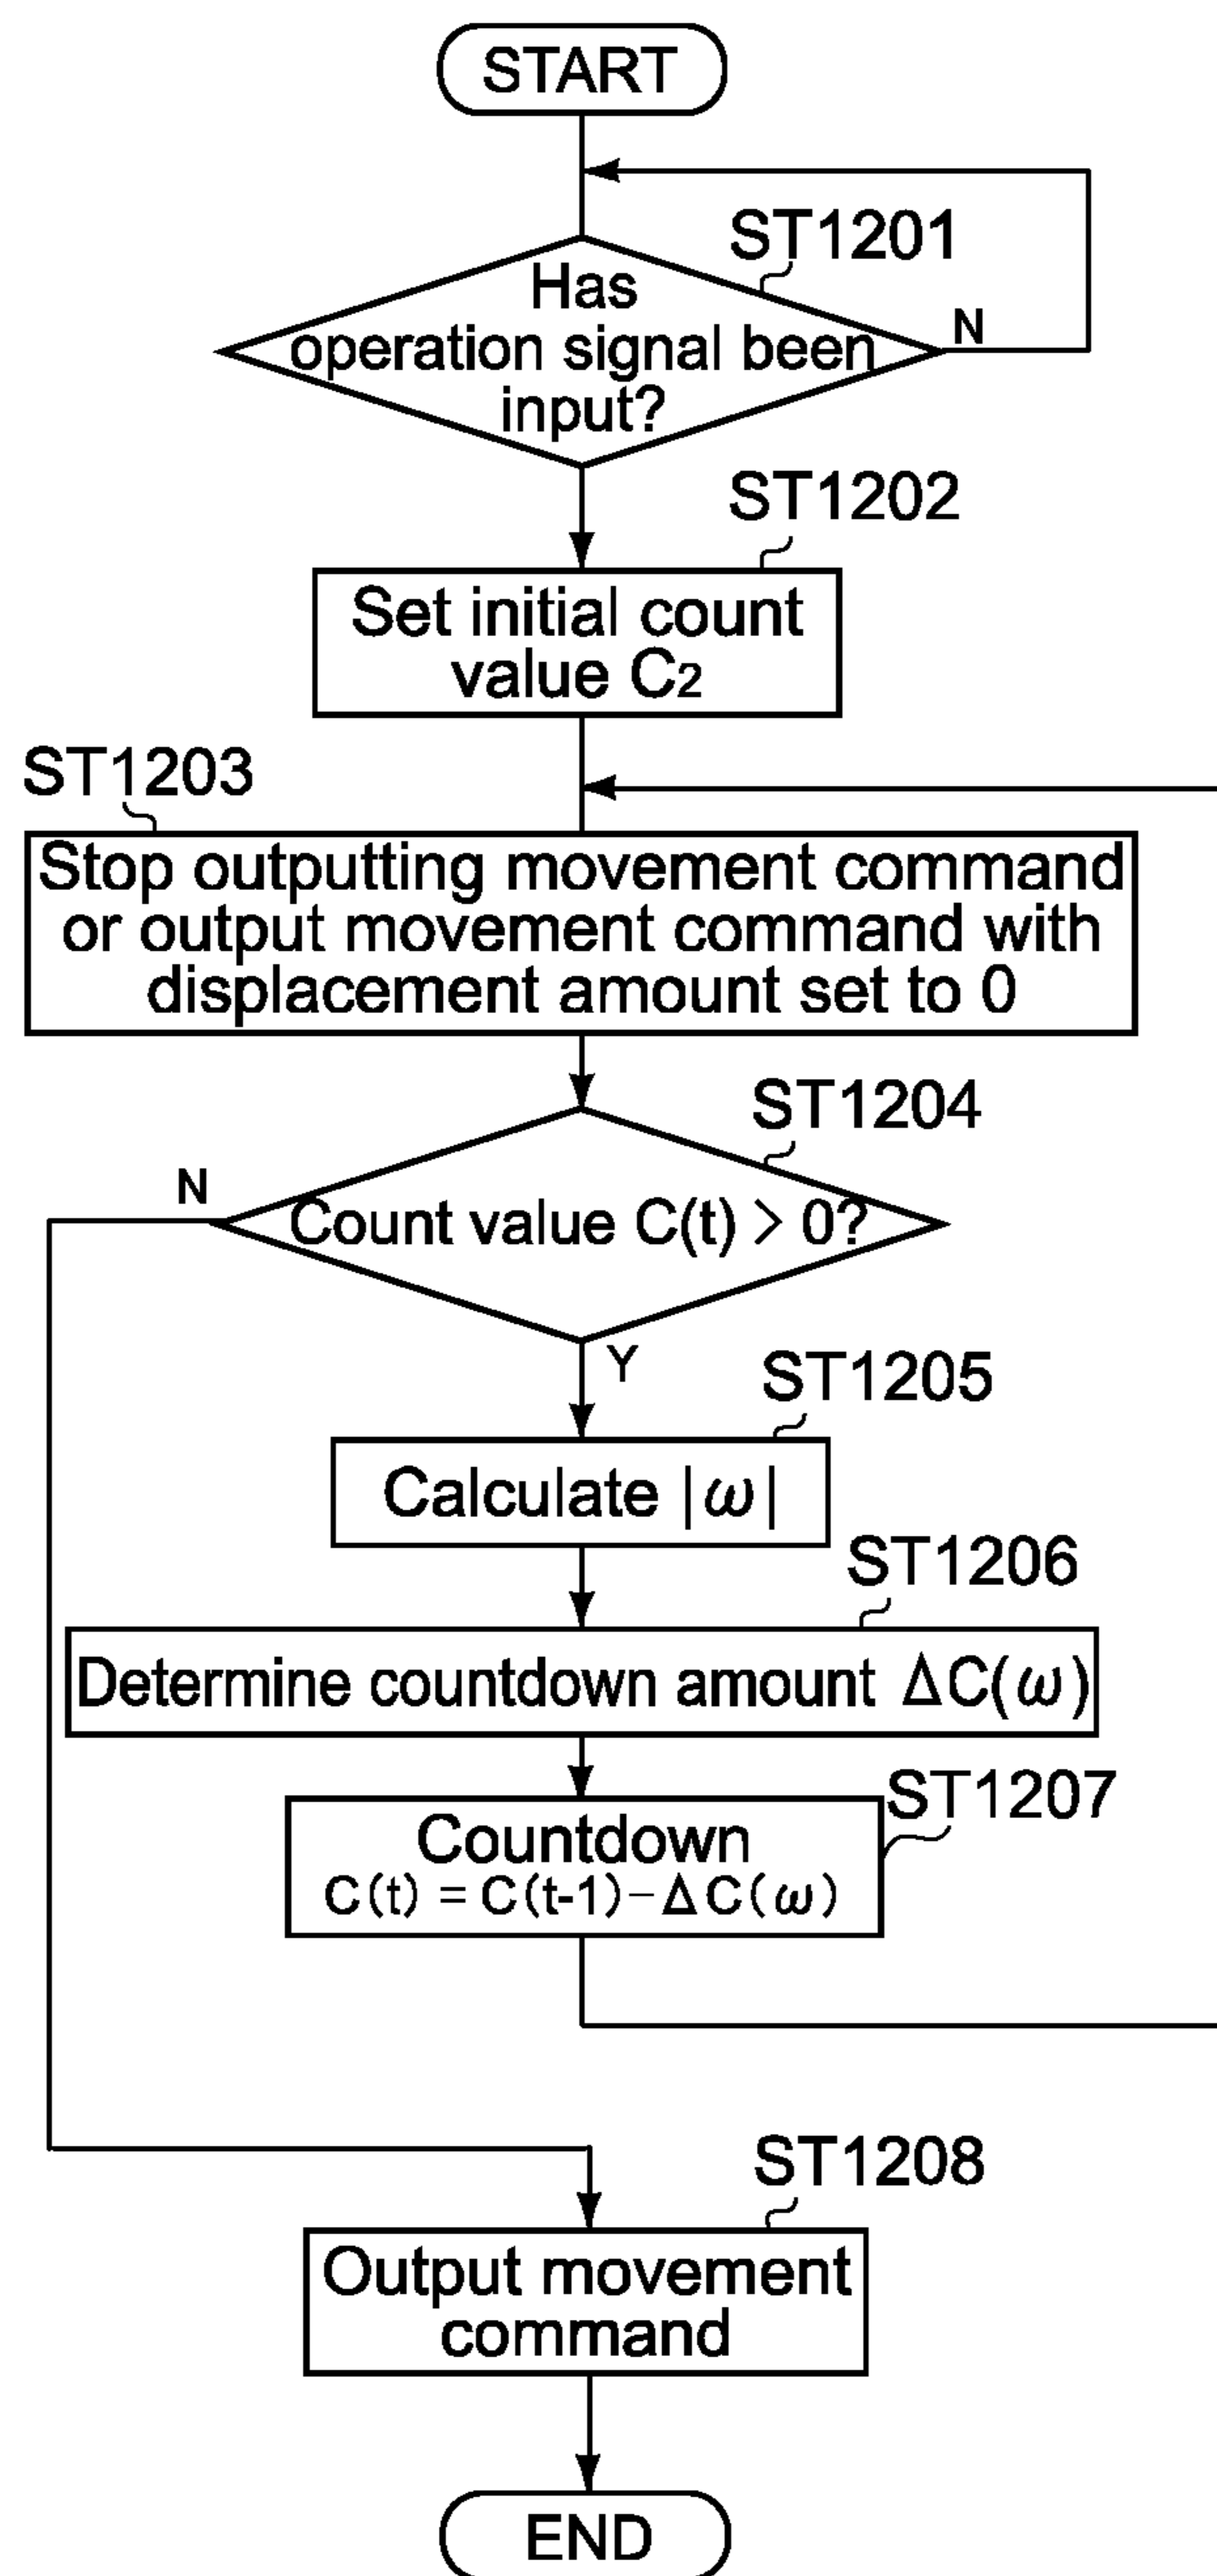 START
ST1201
Has
operation signal been
input?
N
ST1202
Set initial count
value C2
ST1203
Stop outputting movement command
or output movement command with
displacement amount set to 0
ST1204
N
Count value C(t) > 0?
Y
ST1205
Calculate |ω|
ST1206
Determine countdown amount ΔC(ω)
ST1207
Countdown
C(t) = C(t-1)-ΔC(ω)
ST1208
Output movement
command
END